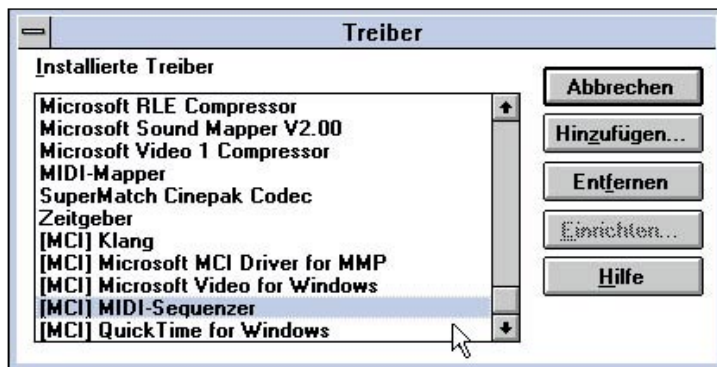 Treiber
Installierte Treiber
Microsoft RLE Compressor
Microsoft Sound Mapper V2.00
Microsoft Video 1 Compressor
MIDI-Mapper
SuperMatch Cinepak Codec
Zeitgeber
[MCI] Klang
[MCI] Microsoft MCI Driver for MMP
[MCI] Microsoft Video for Windows
[MCI] MIDI-Sequenzer
[MCI] QuickTime for Windows
Abbrechen
Hinzufügen...
Entfernen
Einrichten...
Hilfe